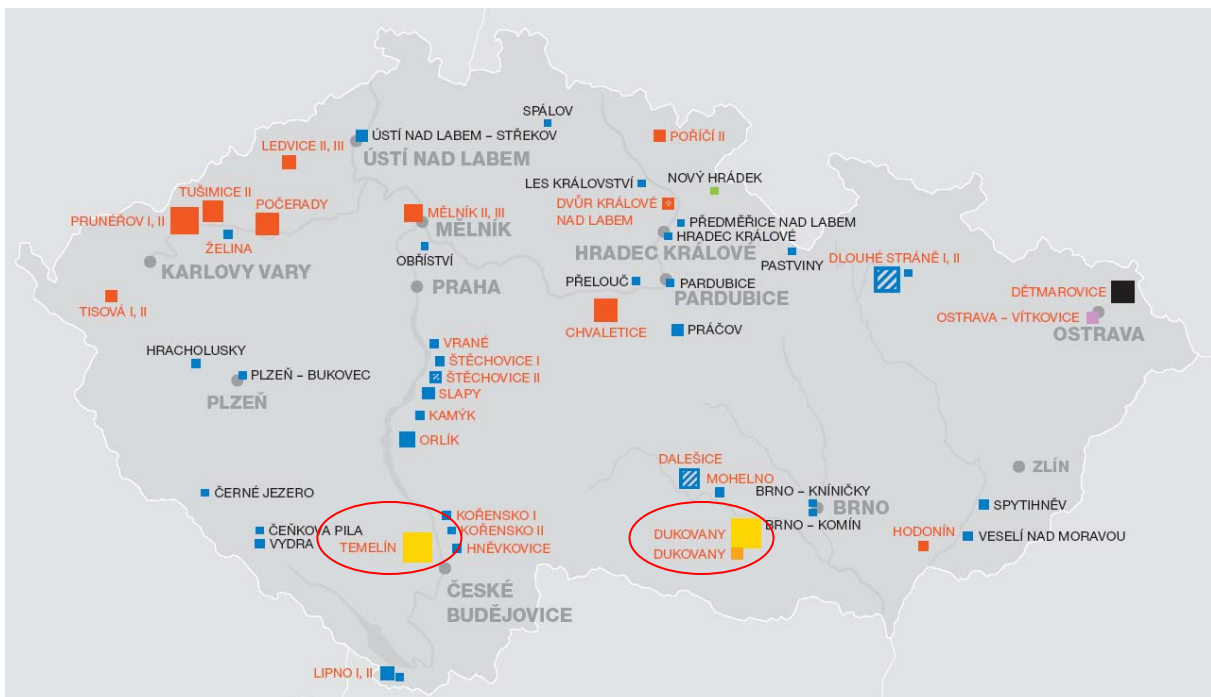 SPÁLOV
ÚSTÍ NAD LABEM – STŘEKOV
POŘÍČÍ II
LEDVICE II, III
ÚSTÍ NAD LABEM
LES KRÁLOVSTVÍ
NOVÝ HRÁDEK
TUŠIMICE II
POČERADY
DVŮR KRÁLOVÉ
NAD LABEM
PRUNÉŘOV I, II
MĚLNÍK II, III
MĚLNÍK
PŘEDMĚŘICE NAD LABEM
HRADEC KRÁLOVÉ
ŽELINA
HRADEC KRÁLOVÉ
OBŘÍSTVÍ
DLOUHÉ STRÁNĚ I, II
KARLOVY VARY
PASTVINY
PRAHA
PŘELOUČ
PARDUBICE
PARDUBICE
DĚTMAROVICE
TISOVÁ I, II
OSTRAVA – VÍTKOVICE
OSTRAVA
CHVALETICE
PRÁČOV
VRANÉ
HRACHOLUSKY
ŠTĚCHOVICE I
PLZEŇ – BUKOVEC
ŠTĚCHOVICE II
PLZEŇ
SLAPY
KAMÝK
ORLÍK
DALEŠICE
ZLÍN
MOHELNO
ČERNÉ JEZERO
BRNO – KNÍNIČKY
BRNO
SPYTIHNĚV
KOŘENSKO I
BRNO – KOMÍN
ČEŇKOVA PILA
KOŘENSKO II
DUKOVANY
HODONÍN
VYDRA
TEMELÍN
HNĚVKOVICE
DUKOVANY
VESELÍ NAD MORAVOU
ČESKÉ
BUDĚJOVICE
LIPNO I, II